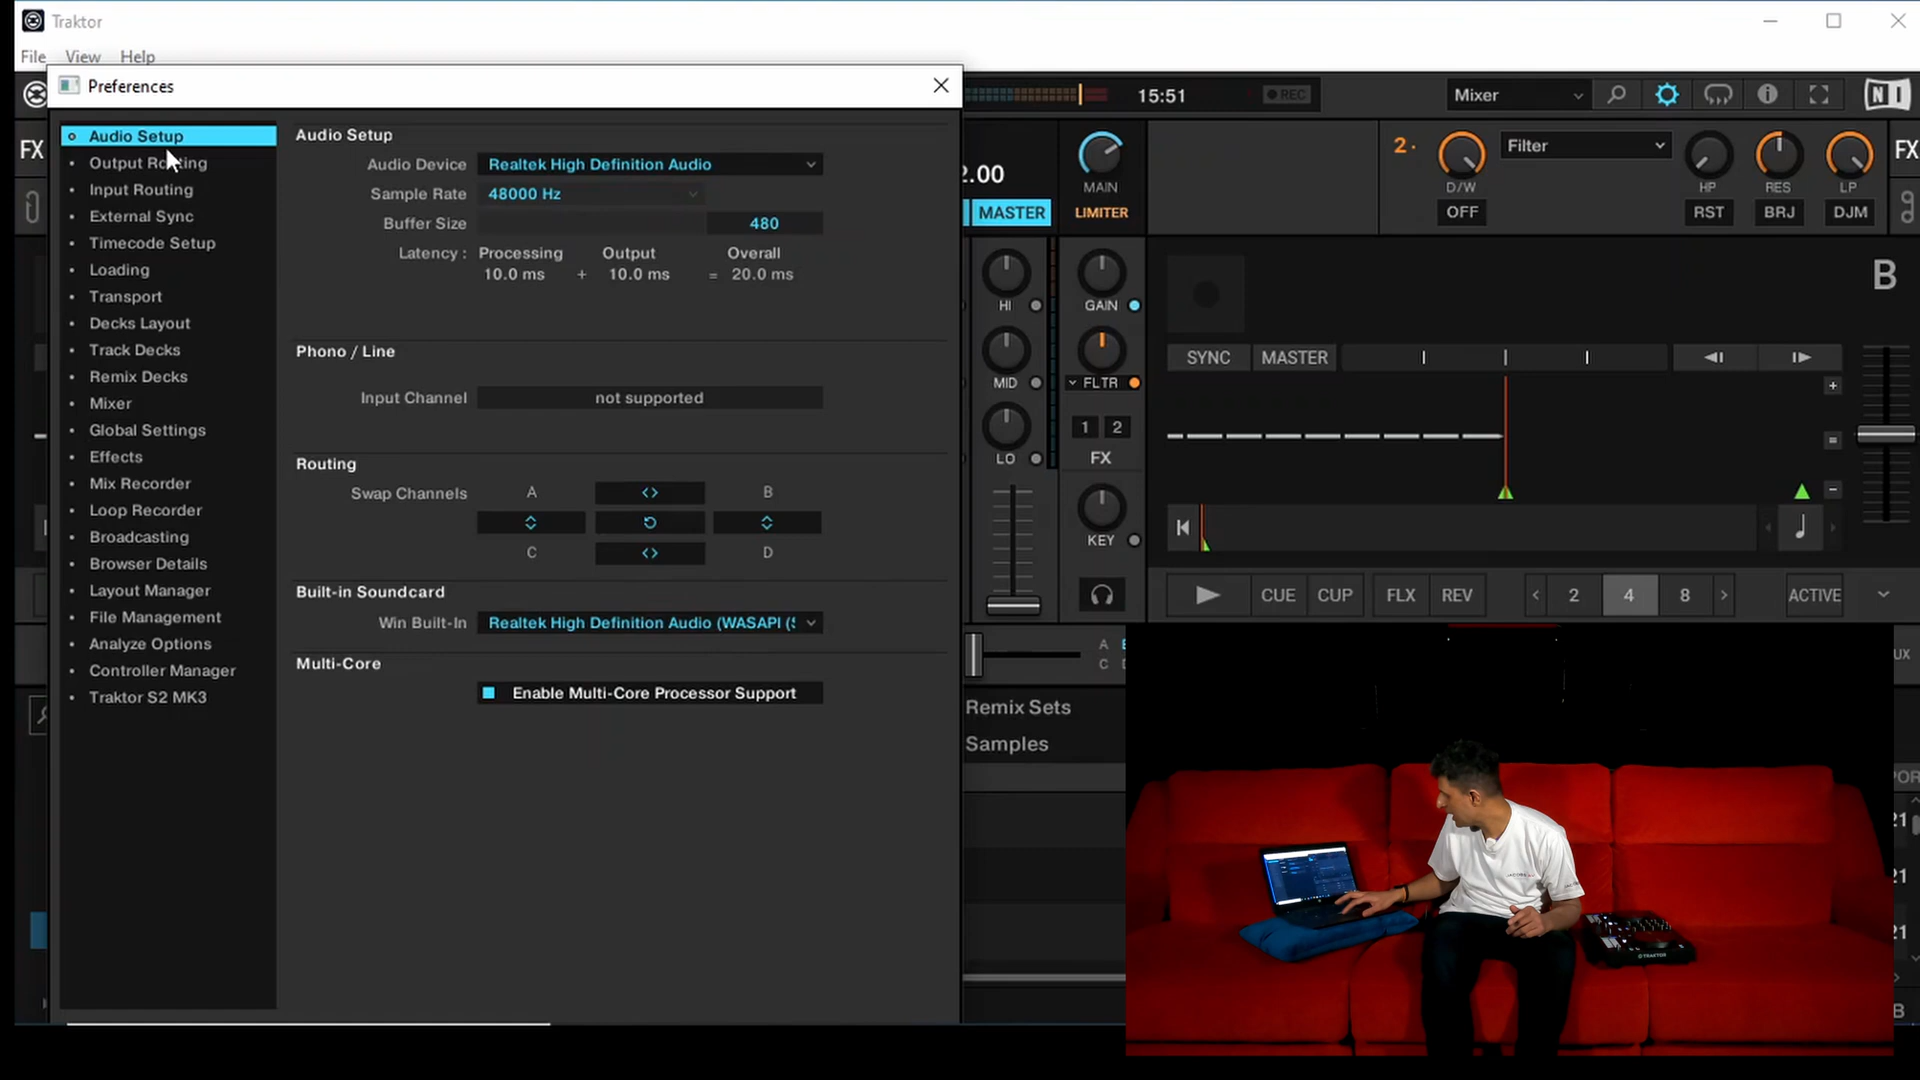 Traktor
File View Help
Preferences
15:51
REC
Mixer
NI
FX
Audio Setup
Output Routing
Input Routing
External Sync
Timecode Setup
Loading
Transport
Decks Layout
Track Decks
Remix Decks
Mixer
Global Settings
Effects
Mix Recorder
Loop Recorder
Broadcasting
Browser Details
Layout Manager
File Management
Analyze Options
Controller Manager
Traktor S2 MK3
Audio Setup
Audio Device Realtek High Definition Audio
Sample Rate 48000 Hz
Buffer Size 480
Latency : Processing Output Overall
10.0 ms + 10.0 ms = 20.0 ms
Phono / Line
Input Channel not supported
Routing
Swap Channels A B
C D
Built-in Soundcard
Win Built-In Realtek High Definition Audio (WASAPI (
Multi-Core
Enable Multi-Core Processor Support
2.00
MASTER
MAIN
LIMITER
HI
MID
LO
GAIN
FLTR
1 2
FX
KEY
A
C
Remix Sets
Samples
2
D/W
OFF
Filter
HP RES LP
RST BRJ DJM
FX
B
SYNC MASTER
CUE CUP FLX REV 2 4 8 ACTIVE
UX
21
21
B
TRAKTOR